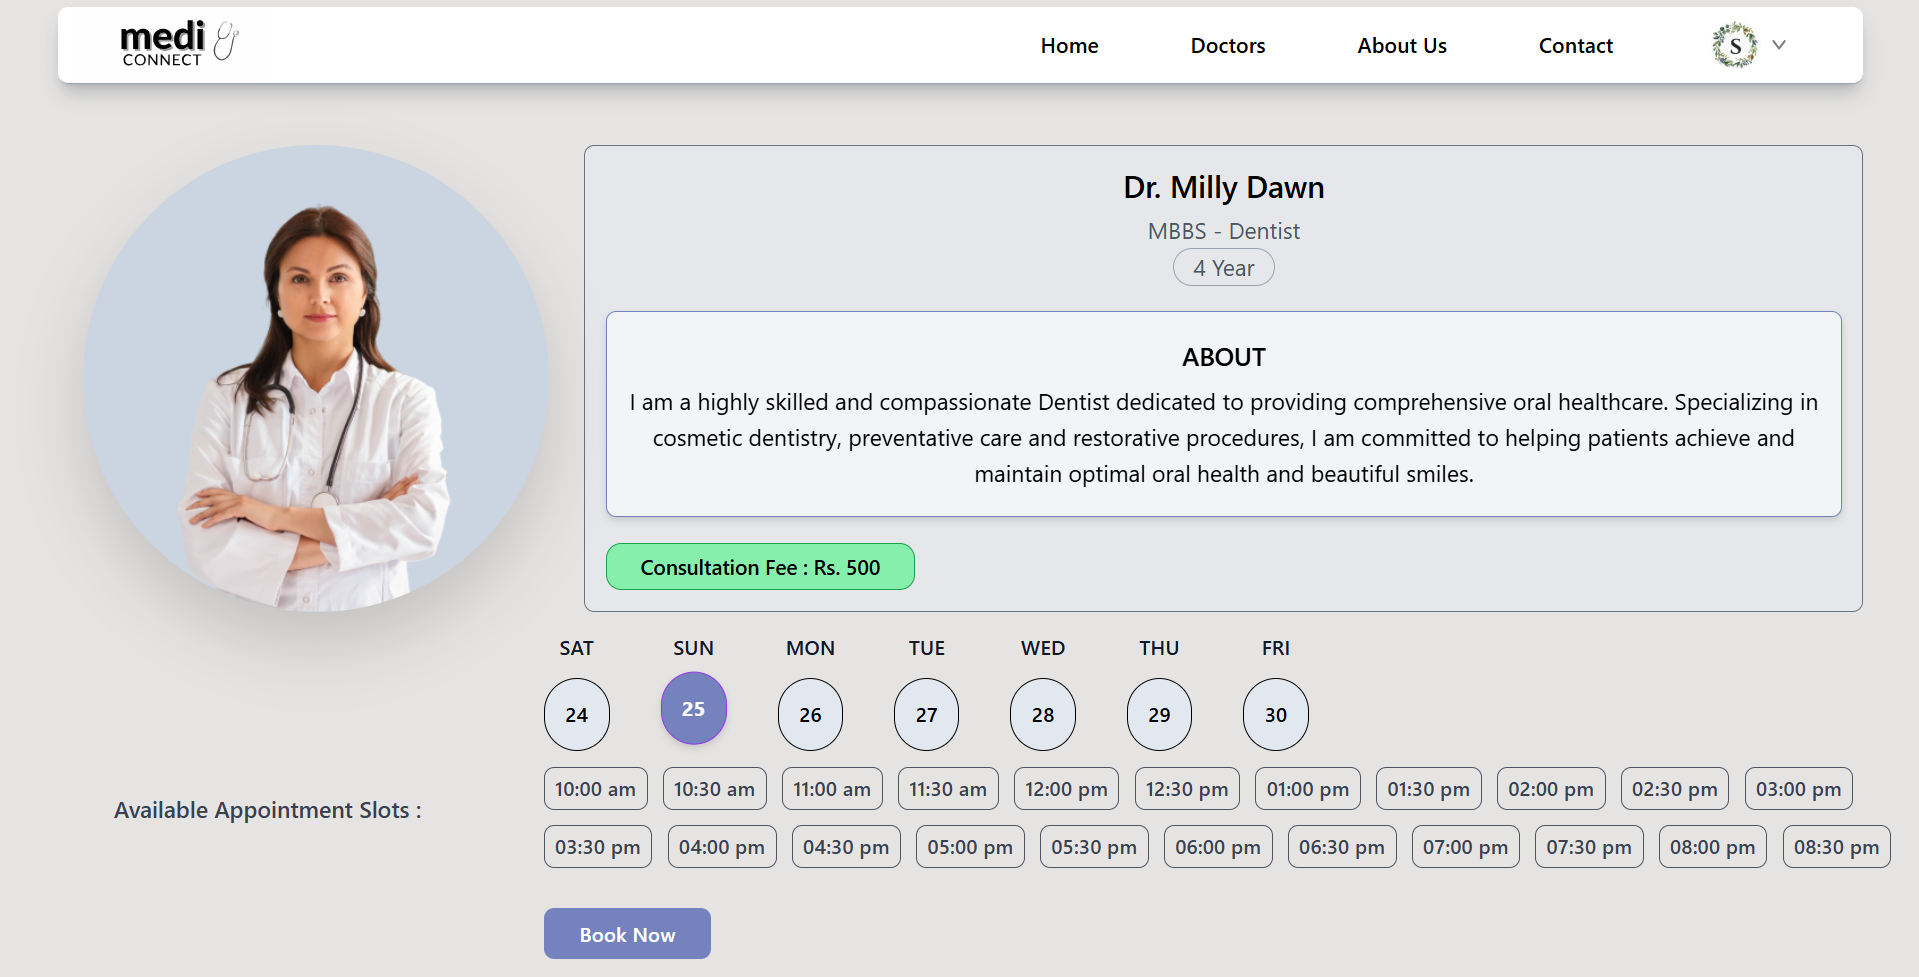 medi
CONNECT
Home Doctors About Us Contact S
Dr. Milly Dawn
MBBS - Dentist
4 Year
ABOUT
I am a highly skilled and compassionate Dentist dedicated to providing comprehensive oral healthcare. Specializing in
cosmetic dentistry, preventative care and restorative procedures, I am committed to helping patients achieve and
maintain optimal oral health and beautiful smiles.
Consultation Fee : Rs. 500
SAT SUN MON TUE WED THU FRI
24 25 26 27 28 29 30
Available Appointment Slots :
10:00 am 10:30 am 11:00 am 11:30 am 12:00 pm 12:30 pm 01:00 pm 01:30 pm 02:00 pm 02:30 pm 03:00 pm
03:30 pm 04:00 pm 04:30 pm 05:00 pm 05:30 pm 06:00 pm 06:30 pm 07:00 pm 07:30 pm 08:00 pm 08:30 pm
Book Now